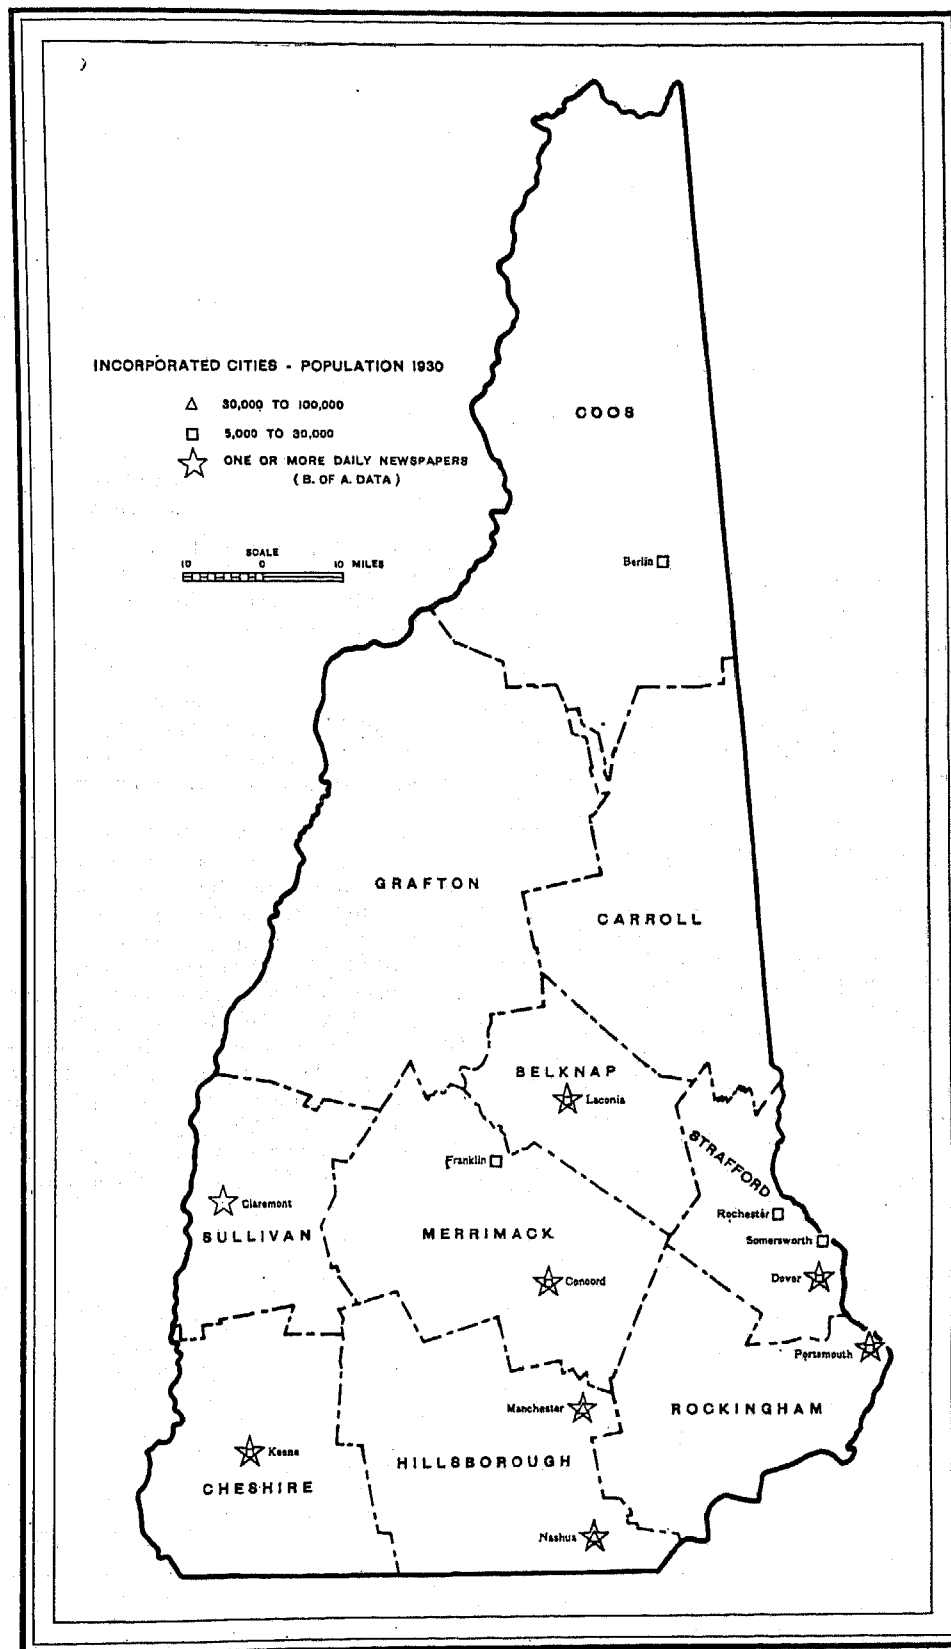 INCORPORATED CITIES - POPULATION 1930
30,000 TO 100,000
5,000 TO 30,000
ONE OR MORE DAILY NEWSPAPERS
( B. OF A. DATA )
SCALE
10 0 10 MILES
COOS
Berlin
GRAFTON
CARROLL
BELKNAP
Laconia
STRAFFORD
Franklin
Claremont
Rochester
SULLIVAN
MERRIMACK
Somersworth
Concord
Dover
Portsmouth
Manchester
ROCKINGHAM
Keene
HILLSBOROUGH
CHESHIRE
Nashua